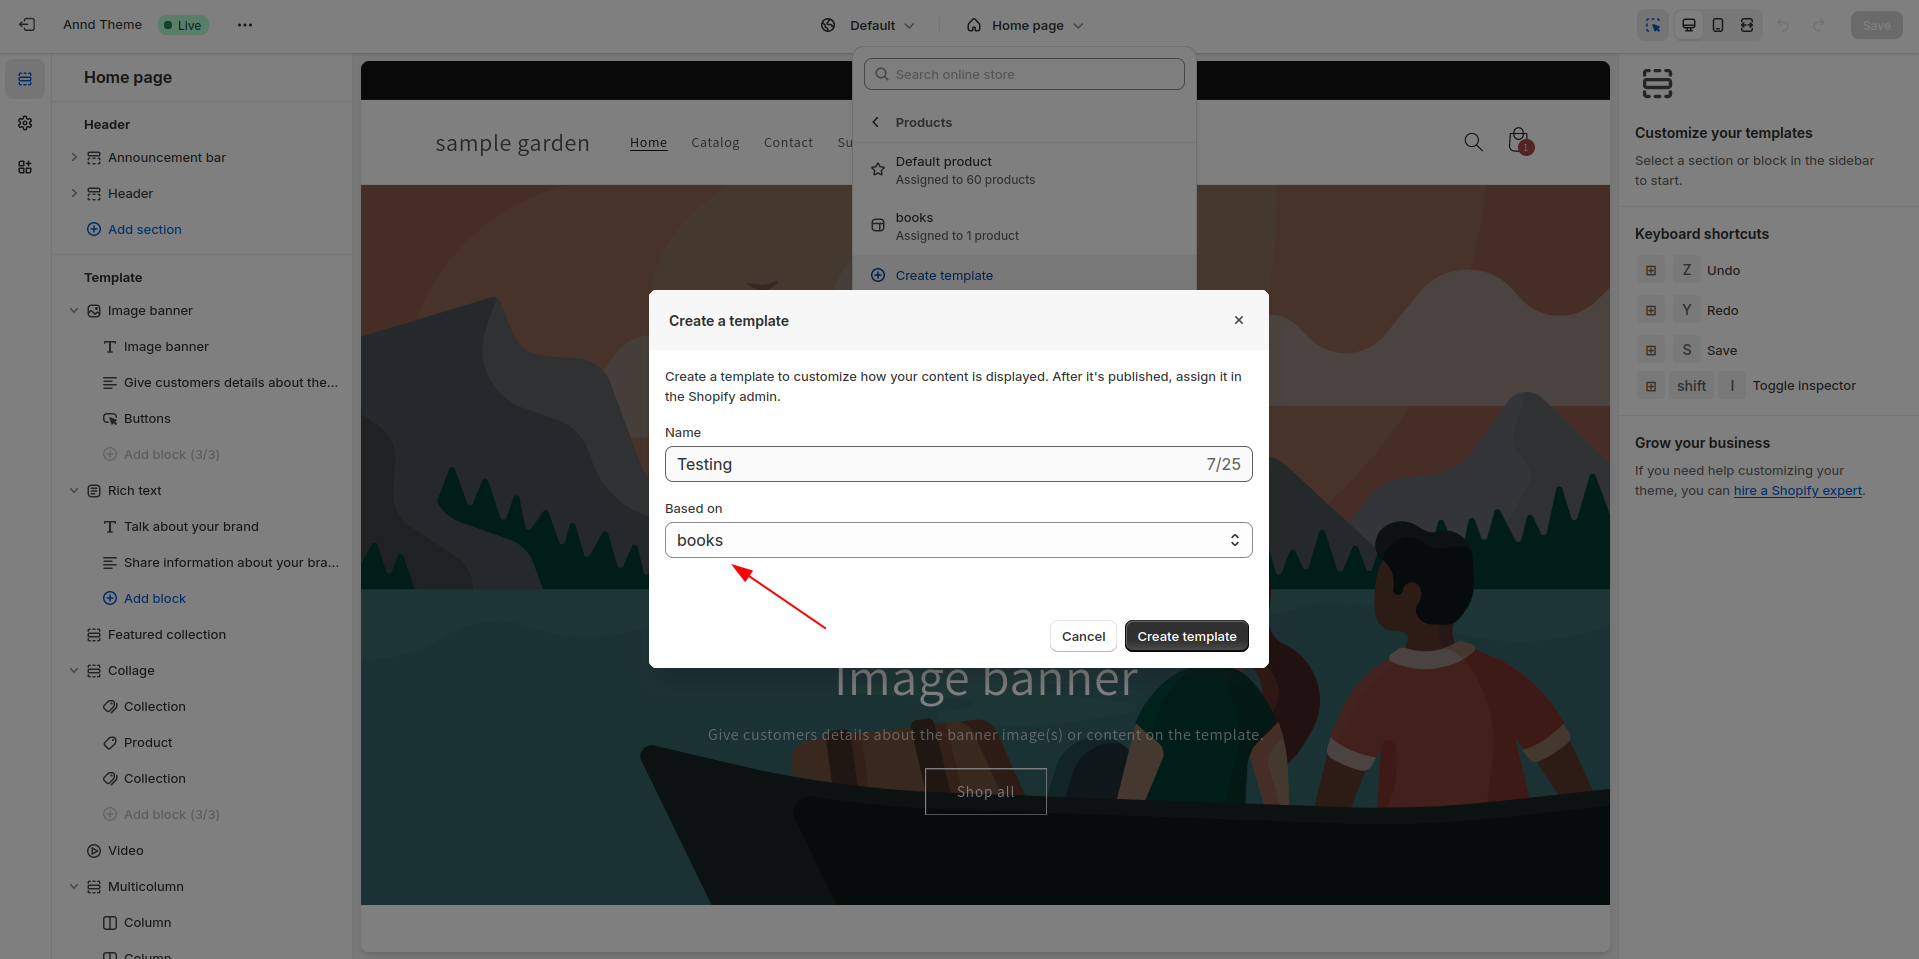 Annd Theme
Live
Default
Home page
Save
Home page
Header
Announcement bar
Header
Add section
Template
Image banner
Image banner
Give customers details about the...
Buttons
Add block (3/3)
Rich text
Talk about your brand
Share information about your bra...
Add block
Featured collection
Collage
Collection
Product
Collection
Add block (3/3)
Video
Multicolumn
Column
Column
sample garden
Home
Catalog
Contact
Su
1
Search online store
Products
Default product
Assigned to 60 products
books
Assigned to 1 product
Create template
Create a template
Create a template to customize how your content is displayed. After it's published, assign it in
the Shopify admin.
Name
Testing
7/25
Based on
books
Cancel
Create template
Image banner
Give customers details about the banner image(s) or content on the template.
Shop all
Customize your templates
Select a section or block in the sidebar
to start.
Keyboard shortcuts
Z Undo
Y Redo
S Save
shift I Toggle inspector
Grow your business
If you need help customizing your
theme, you can hire a Shopify expert.